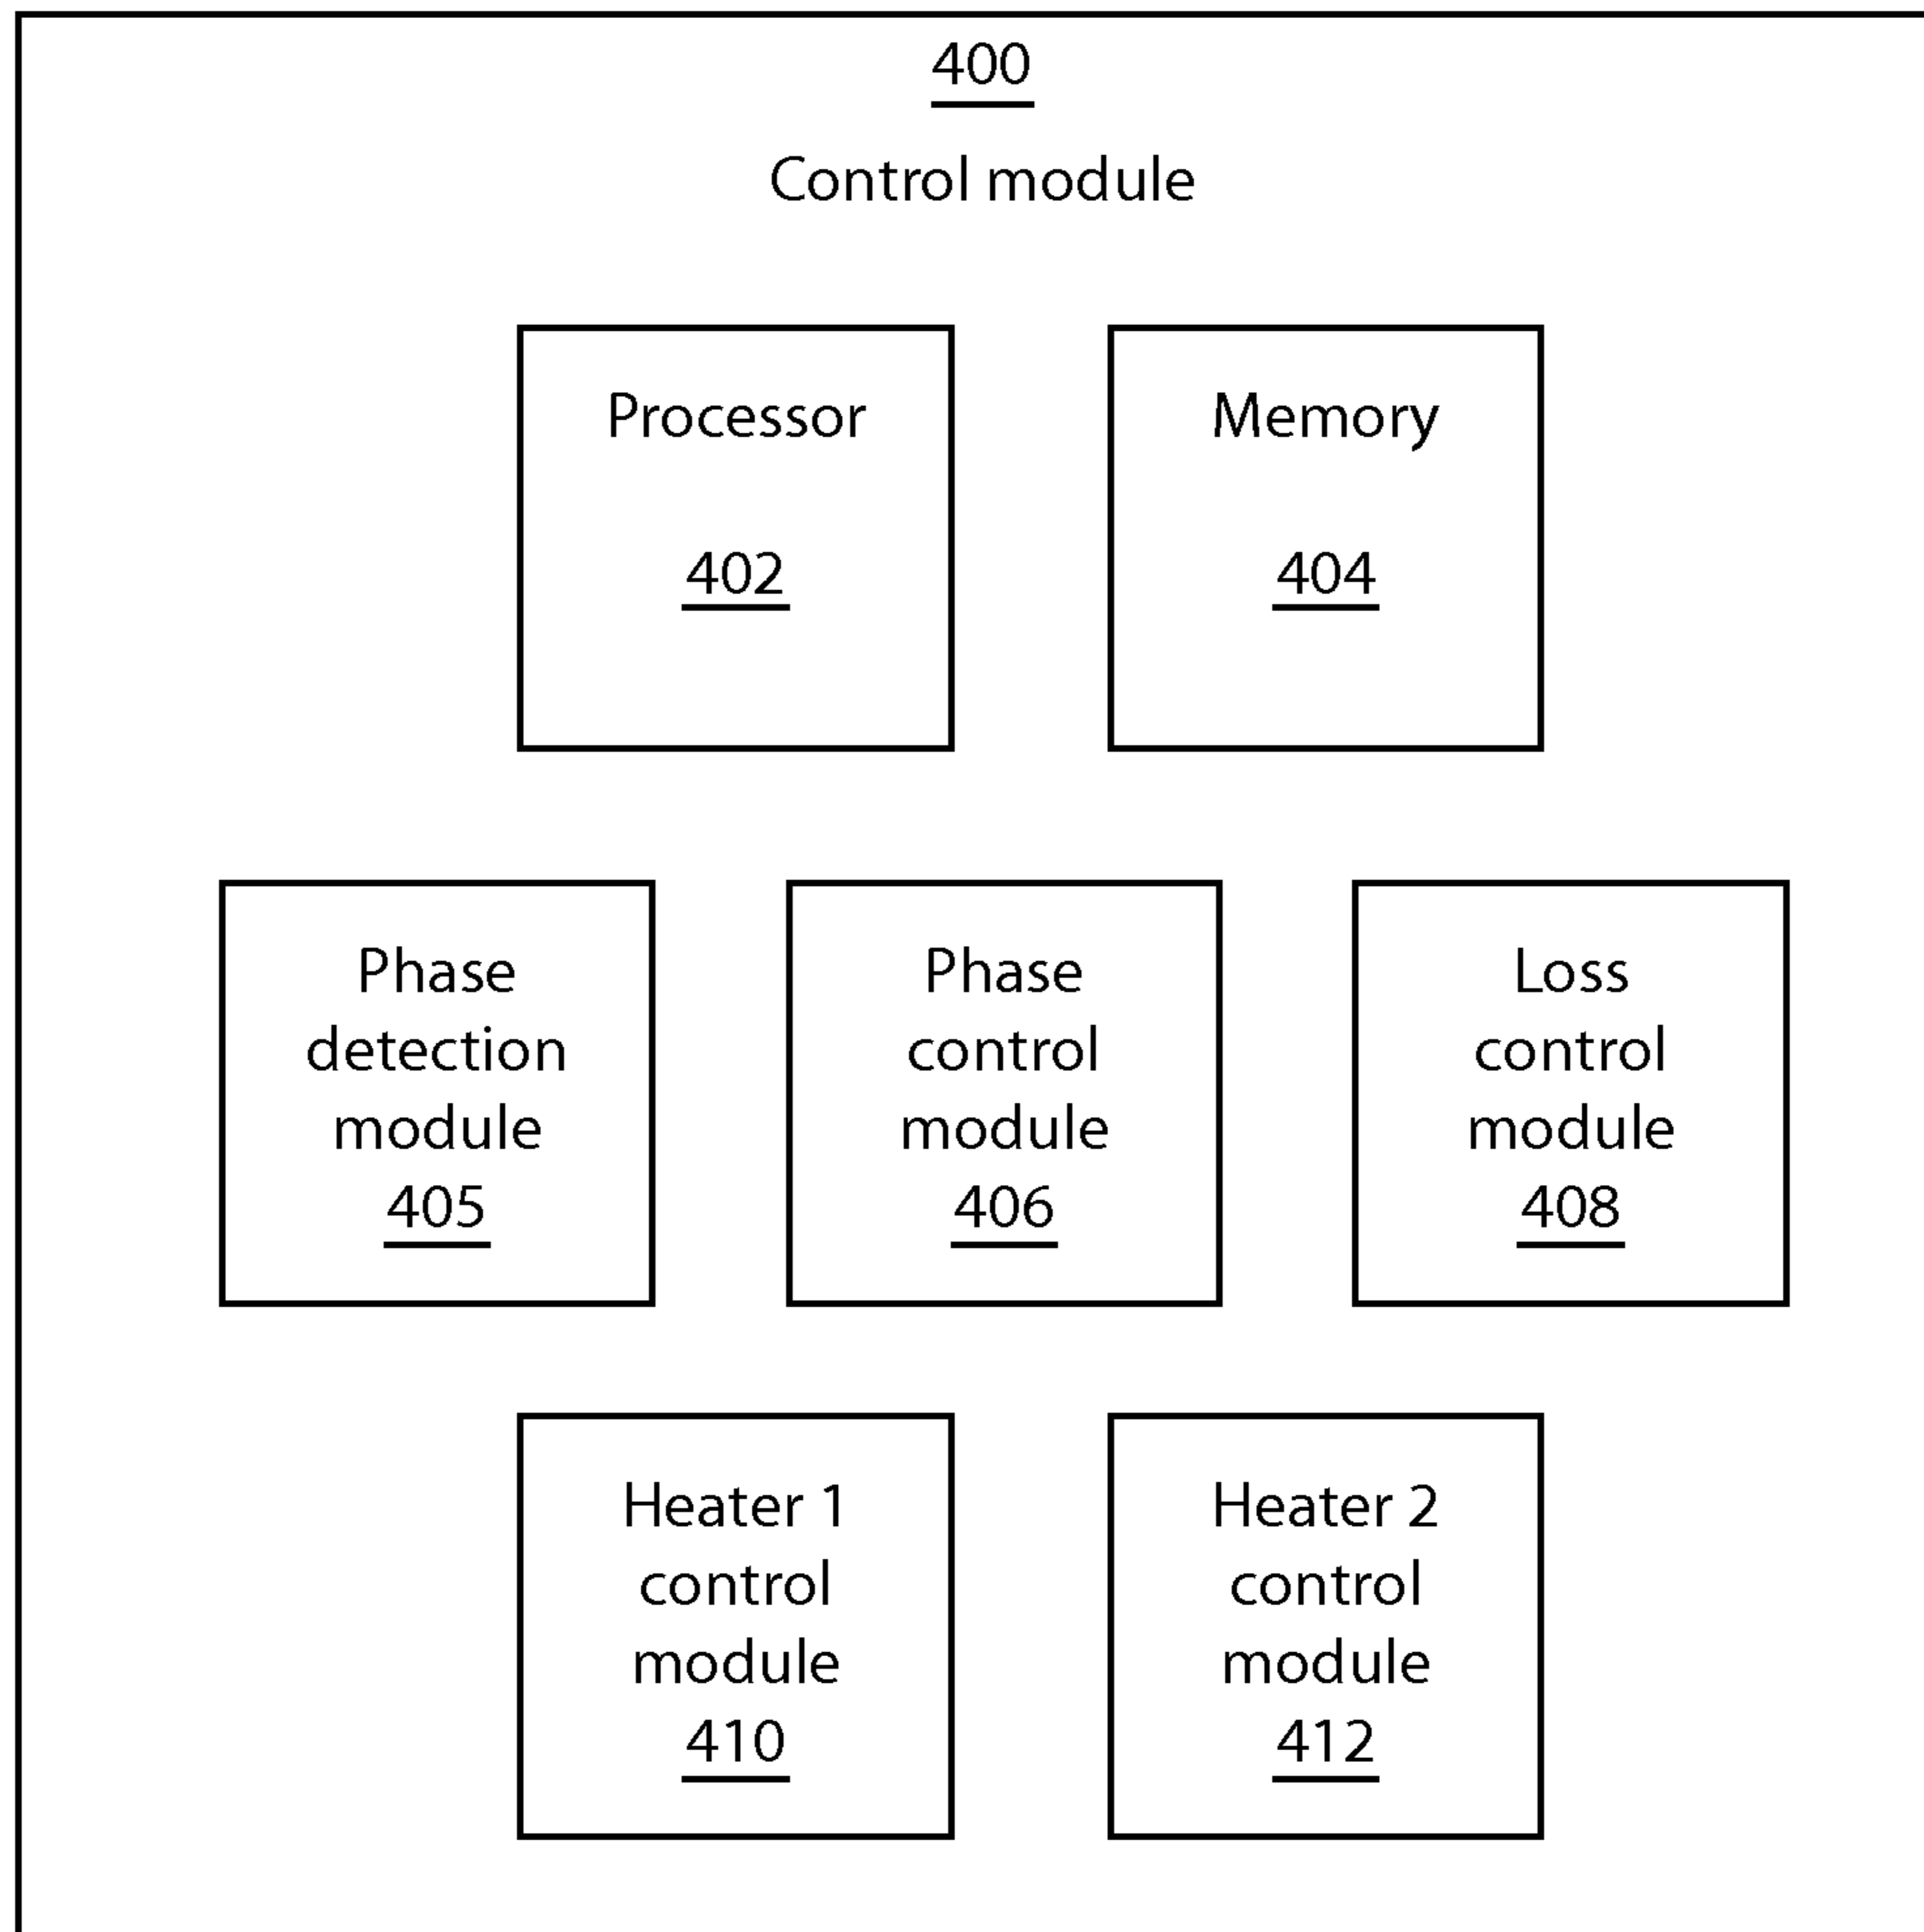 400
Control module
Processor
402
Memory
404
Phase
detection
module
405
Phase
control
module
406
Loss
control
module
408
Heater 1
control
module
410
Heater 2
control
module
412